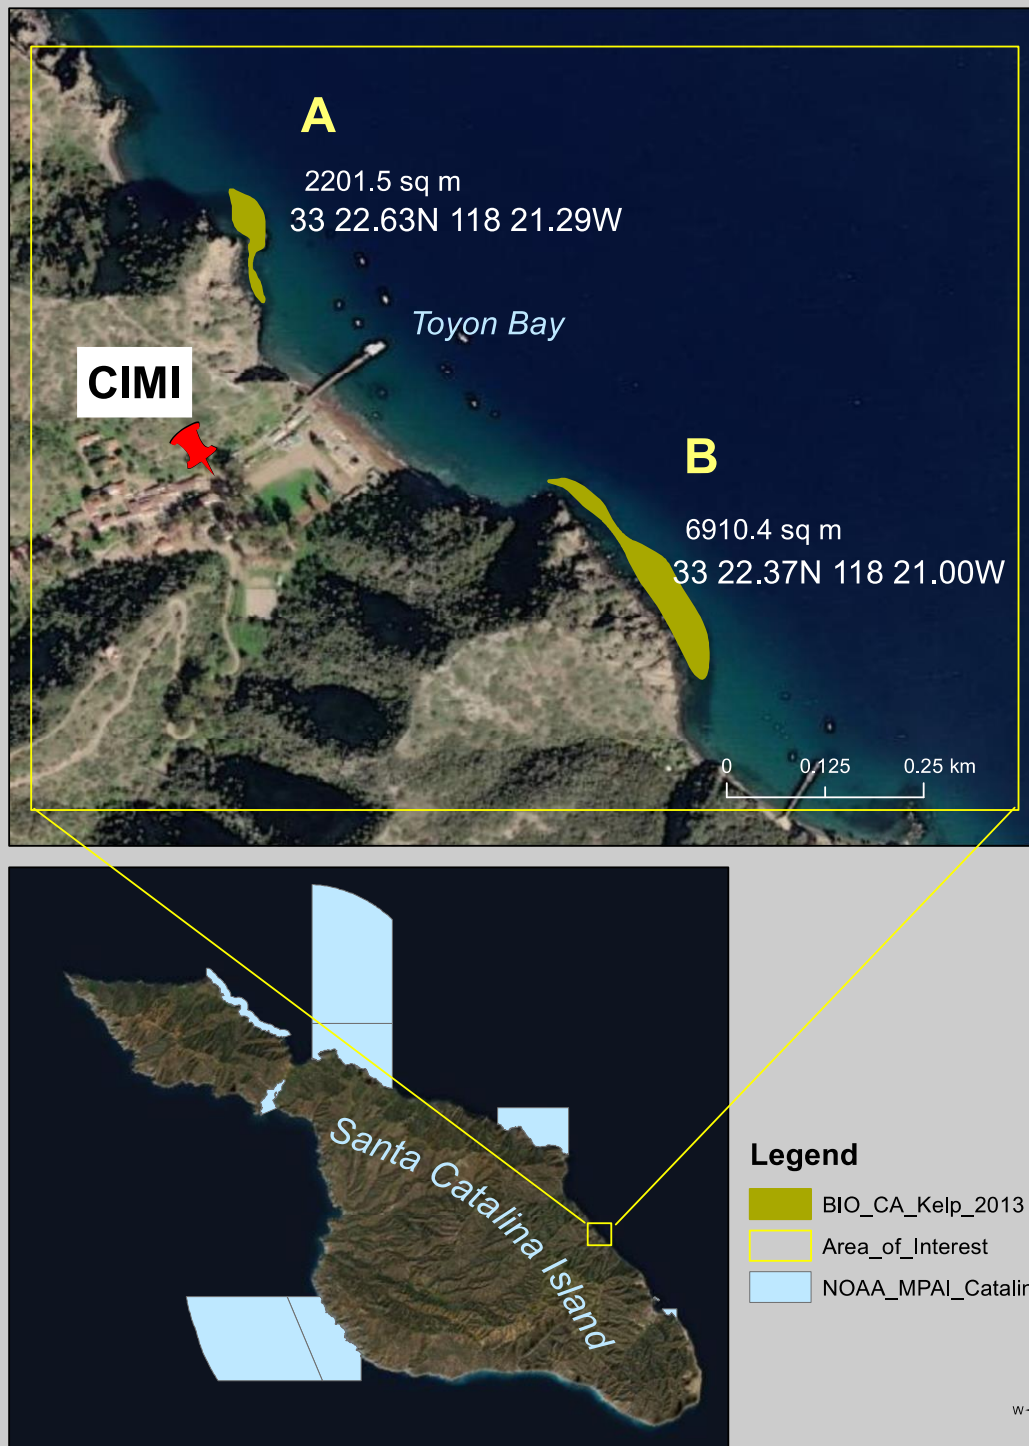 A
2201.5 sq m
33 22.63N 118 21.29W
Toyon Bay
CIMI
B
6910.4 sq m
33 22.37N 118 21.00W
0 0.125 0.25 km
Santa Catalina Island
Legend
BIO_CA_Kelp_2013
Area_of_Interest
NOAA_MPAI_Catalin
W